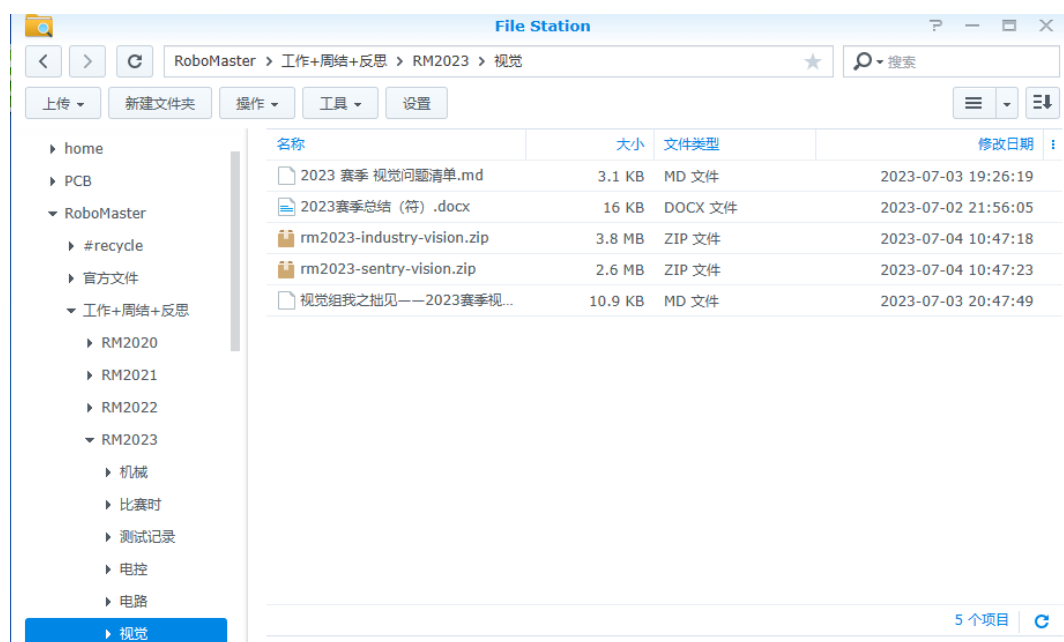 File Station
RoboMaster > 工作+周结+反思 > RM2023 > 视觉
搜索
上传 新建文件夹 操作 工具 设置
home
PCB
RoboMaster
#recycle
官方文件
工作+周结+反思
RM2020
RM2021
RM2022
RM2023
机械
比赛时
测试记录
电控
电路
视觉
名称 大小 文件类型 修改日期
2023 赛季 视觉问题清单.md 3.1 KB MD 文件 2023-07-03 19:26:19
2023赛季总结（符）.docx 16 KB DOCX 文件 2023-07-02 21:56:05
rm2023-industry-vision.zip 3.8 MB ZIP 文件 2023-07-04 10:47:18
rm2023-sentry-vision.zip 2.6 MB ZIP 文件 2023-07-04 10:47:23
视觉组我之拙见——2023赛季视... 10.9 KB MD 文件 2023-07-03 20:47:49
5 个项目